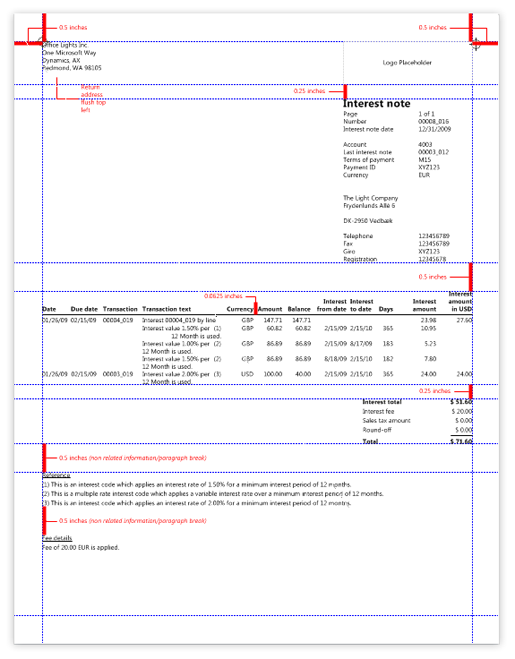 0.5 inches
0.5 inches
Office Lights Inc.
One Microsoft Way
Dynamics, AX
Redmond, WA 98105
Logo Placeholder
Return
address
flush top
left
0.25 inches
Interest note
Page 1 of 1
Number 00008_016
Interest note date 12/31/2009
Account 4003
Last interest note 00003_012
Terms of payment M15
Payment ID XYZ123
Currency EUR
The Light Company
Frydenlunds Allé 6
DK-2950 Vedbaek
Telephone 123456789
Fax 123456789
Giro XYZ123
Registration 12345678
0.5 inches
0.0625 inches
Date Due date Transaction Transaction text Currency Amount Balance Interest from date Interest to date Days Interest amount Interest amount in USD
01/26/09 02/15/09 00004_019 Interest 00004_019 by line GBP 147.71 147.71 23.98 27.60
Interest value 1.50% per (1) GBP 60.82 60.82 2/15/09 2/15/10 365 10.95
12 Month is used.
Interest value 1.00% per (2) GBP 86.89 86.89 2/15/09 8/17/09 183 5.23
12 Month is used.
Interest value 1.50% per (2) GBP 86.89 86.89 8/18/09 2/15/10 182 7.80
12 Month is used.
01/26/09 02/15/09 00003_019 Interest value 2.00% per (3) USD 100.00 40.00 2/15/09 2/15/10 365 24.00 24.00
12 Month is used.
0.25 inches
Interest total $ 51.60
Interest fee $ 20.00
Sales tax amount $ 0.00
Round-off $ 0.00
Total $ 71.60
0.5 inches (non related information/paragraph break)
Reference
(1) This is an interest code which applies an interest rate of 1.50% for a minimum interest period of 12 months.
(2) This is a multiple rate interest code which applies a variable interest rate over a minimum interest period of 12 months.
(3) This is an interest code which applies an interest rate of 2.00% for a minimum interest period of 12 months.
0.5 inches (non related information/paragraph break)
Fee details
Fee of 20.00 EUR is applied.